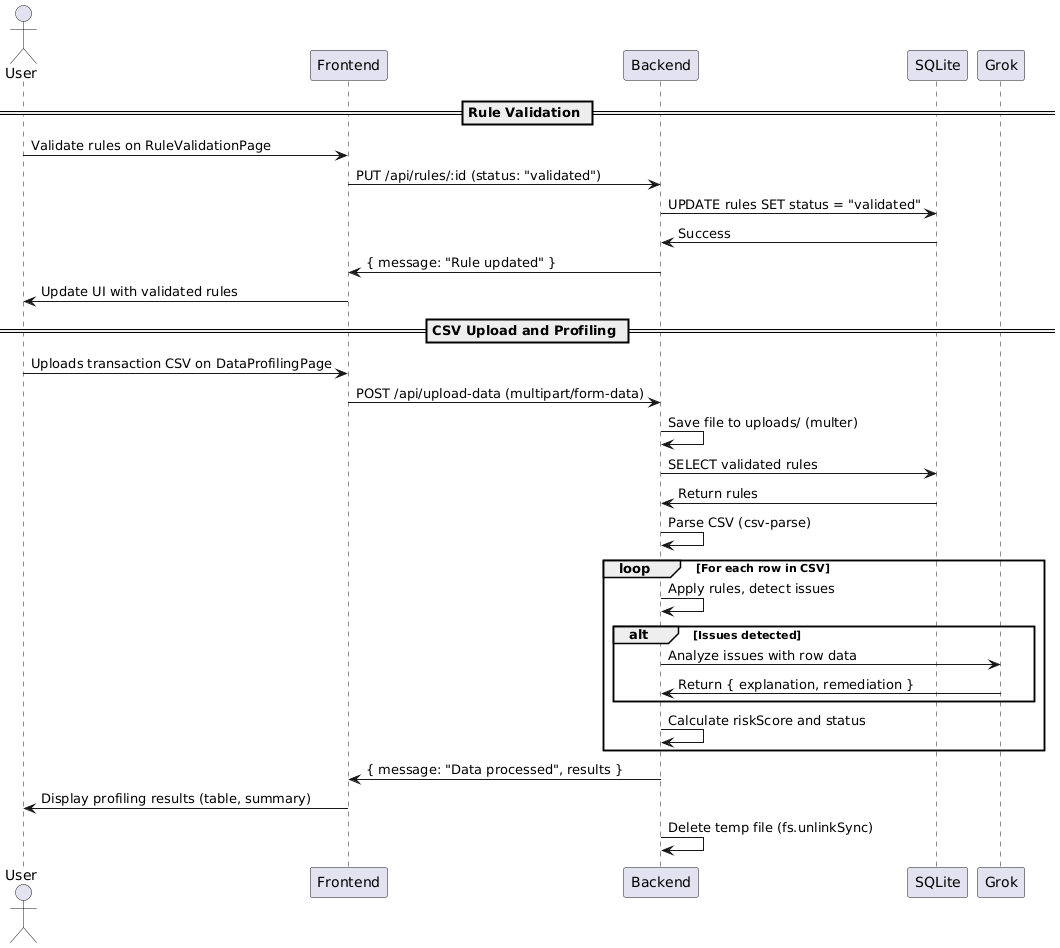 User
Frontend
Backend
SQLite
Grok
Rule Validation
Validate rules on RuleValidationPage
PUT /api/rules/:id (status: "validated")
UPDATE rules SET status = "validated"
Success
{ message: "Rule updated" }
Update UI with validated rules
CSV Upload and Profiling
Uploads transaction CSV on DataProfilingPage
POST /api/upload-data (multipart/form-data)
Save file to uploads/ (multer)
SELECT validated rules
Return rules
Parse CSV (csv-parse)
loop
[For each row in CSV]
Apply rules, detect issues
alt
[Issues detected]
Analyze issues with row data
Return { explanation, remediation }
Calculate riskScore and status
{ message: "Data processed", results }
Display profiling results (table, summary)
Delete temp file (fs.unlinkSync)
User
Frontend
Backend
SQLite
Grok